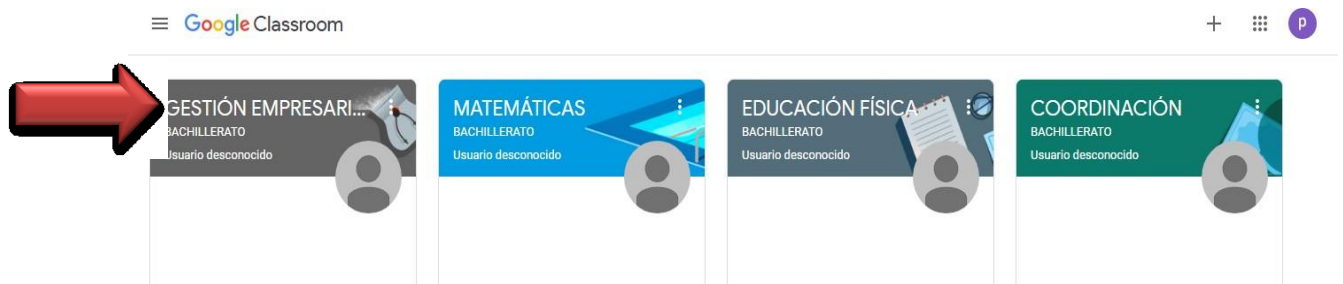 Google Classroom
p
GESTIÓN EMPRESARI...
BACHILLERATO
Usuario desconocido
MATEMÁTICAS
BACHILLERATO
Usuario desconocido
EDUCACIÓN FÍSICA
BACHILLERATO
Usuario desconocido
COORDINACIÓN
BACHILLERATO
Usuario desconocido